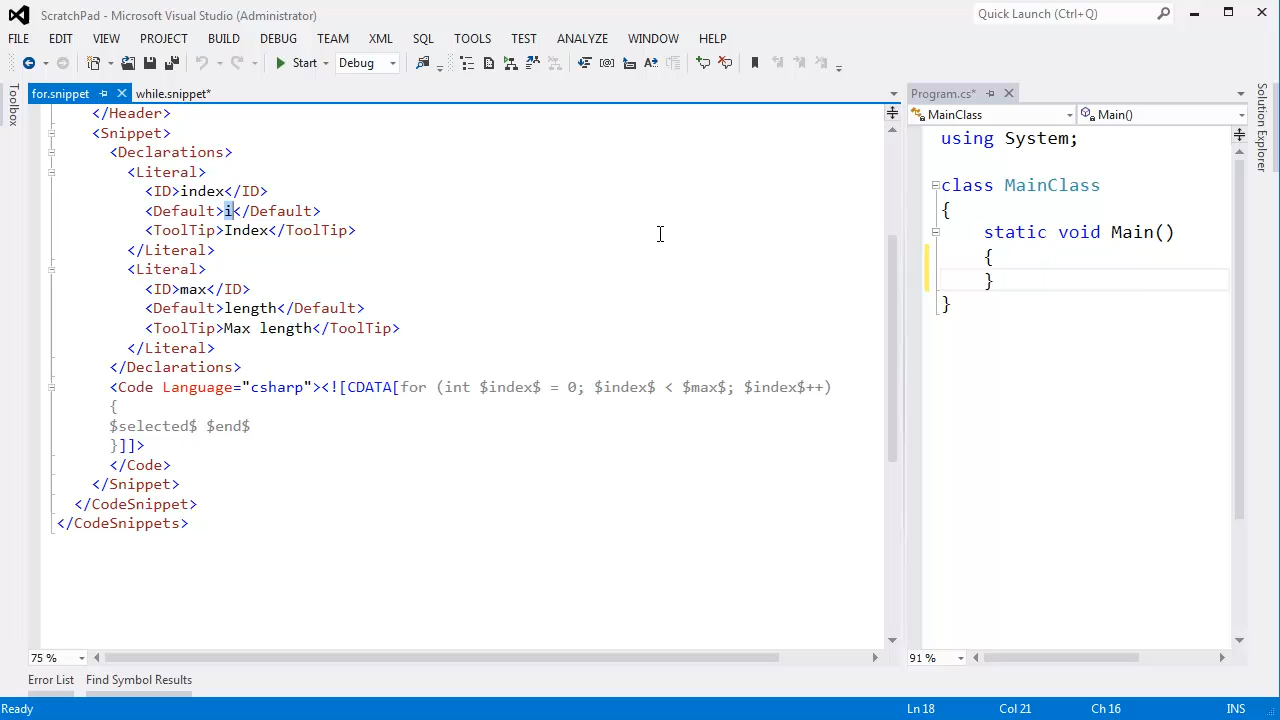 ScratchPad - Microsoft Visual Studio (Administrator)
Quick Launch (Ctrl+Q)
FILE EDIT VIEW PROJECT BUILD DEBUG TEAM XML SQL TOOLS TEST ANALYZE WINDOW HELP
Start Debug
Toolbox
for.snippet while.snippet*
</Header>
<Snippet>
<Declarations>
<Literal>
<ID>index</ID>
<Default>i</Default>
<ToolTip>Index</ToolTip>
</Literal>
<Literal>
<ID>max</ID>
<Default>length</Default>
<ToolTip>Max length</ToolTip>
</Literal>
</Declarations>
<Code Language="csharp"><![CDATA[for (int $index$ = 0; $index$ < $max$; $index$++)
{
$selected$ $end$
}]]>
</Code>
</Snippet>
</CodeSnippet>
</CodeSnippets>
75 %
Program.cs*
MainClass Main()
using System;
class MainClass
{
static void Main()
{
}
}
91 %
Solution Explorer
Error List Find Symbol Results
Ready Ln 18 Col 21 Ch 16 INS